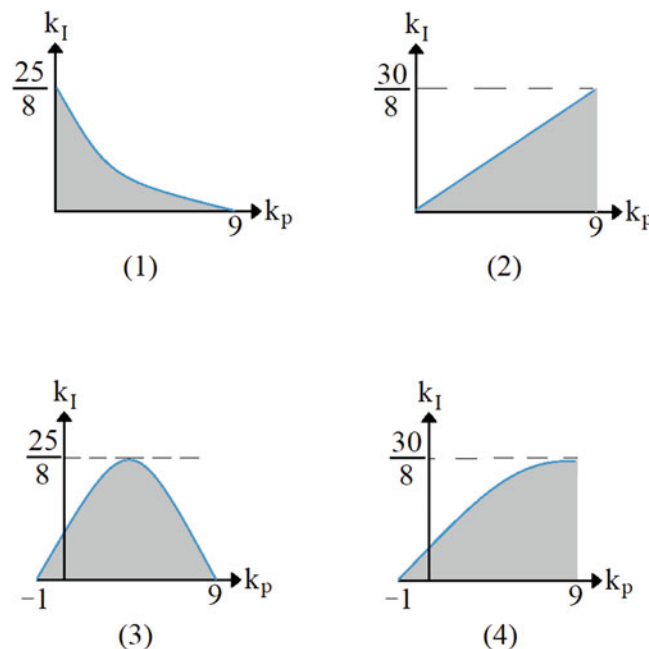 k_I
25/8
9 k_p
(1)
k_I
30/8
9 k_p
(2)
k_I
25/8
−1 9 k_p
(3)
k_I
30/8
−1 9 k_p
(4)